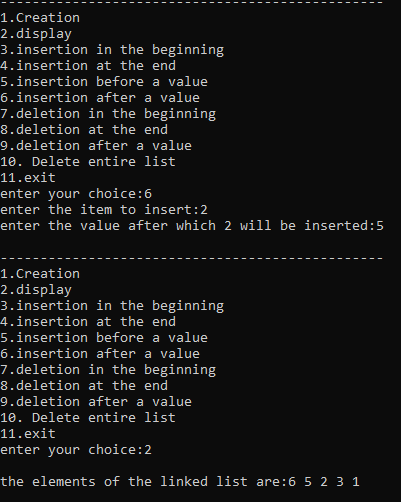 ------------------------------------------------
1.Creation
2.display
3.insertion in the beginning
4.insertion at the end
5.insertion before a value
6.insertion after a value
7.deletion in the beginning
8.deletion at the end
9.deletion after a value
10. Delete entire list
11.exit
enter your choice:6
enter the item to insert:2
enter the value after which 2 will be inserted:5
------------------------------------------------
1.Creation
2.display
3.insertion in the beginning
4.insertion at the end
5.insertion before a value
6.insertion after a value
7.deletion in the beginning
8.deletion at the end
9.deletion after a value
10. Delete entire list
11.exit
enter your choice:2
the elements of the linked list are:6 5 2 3 1